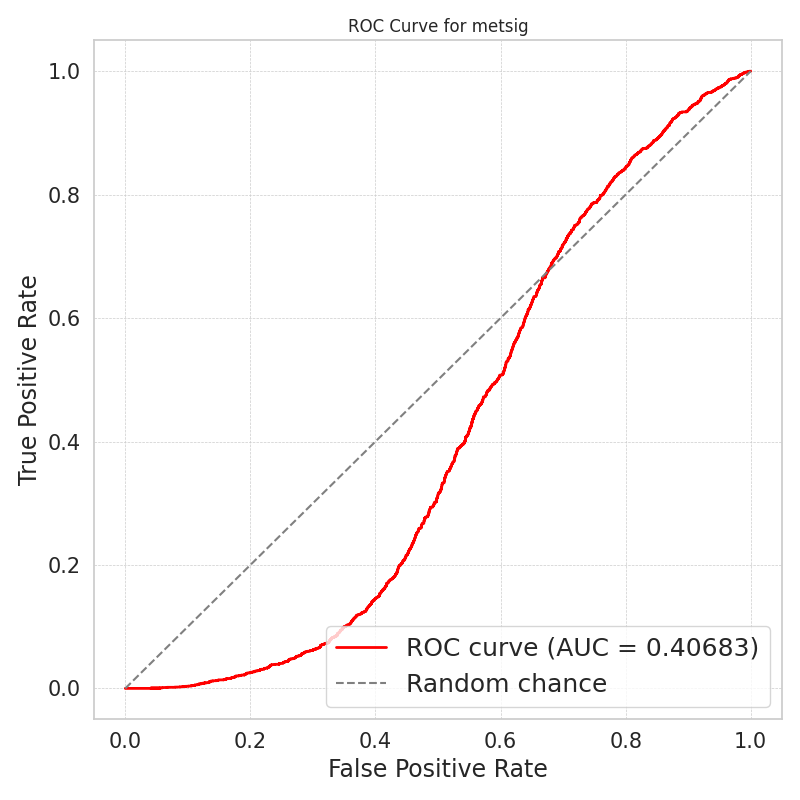 ROC Curve for metsig
True Positive Rate
1.0
0.8
0.6
0.4
0.2
0.0
ROC curve (AUC = 0.40683)
Random chance
0.0 0.2 0.4 0.6 0.8 1.0
False Positive Rate